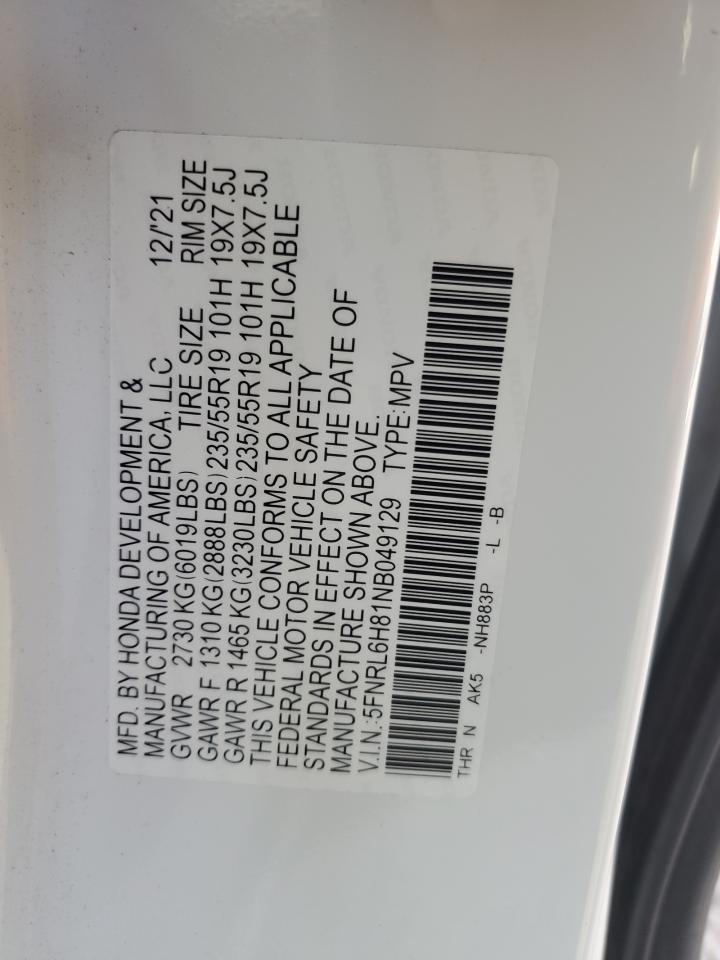 MFD. BY HONDA DEVELOPMENT &
MANUFACTURING OF AMERICA, LLC 12/'21
GVWR 2730 KG(6019LBS) TIRE SIZE RIM SIZE
GAWR F 1310 KG(2888LBS)235/55R19 101H 19X7.5J
GAWR R 1465 KG(3230LBS)235/55R19 101H 19X7.5J
THIS VEHICLE CONFORMS TO ALL APPLICABLE
FEDERAL MOTOR VEHICLE SAFETY
STANDARDS IN EFFECT ON THE DATE OF
MANUFACTURE SHOWN ABOVE.
V.I.N.:5FNRL6H81NB049129 TYPE:MPV
THR N AK5 -NH883P -L -B